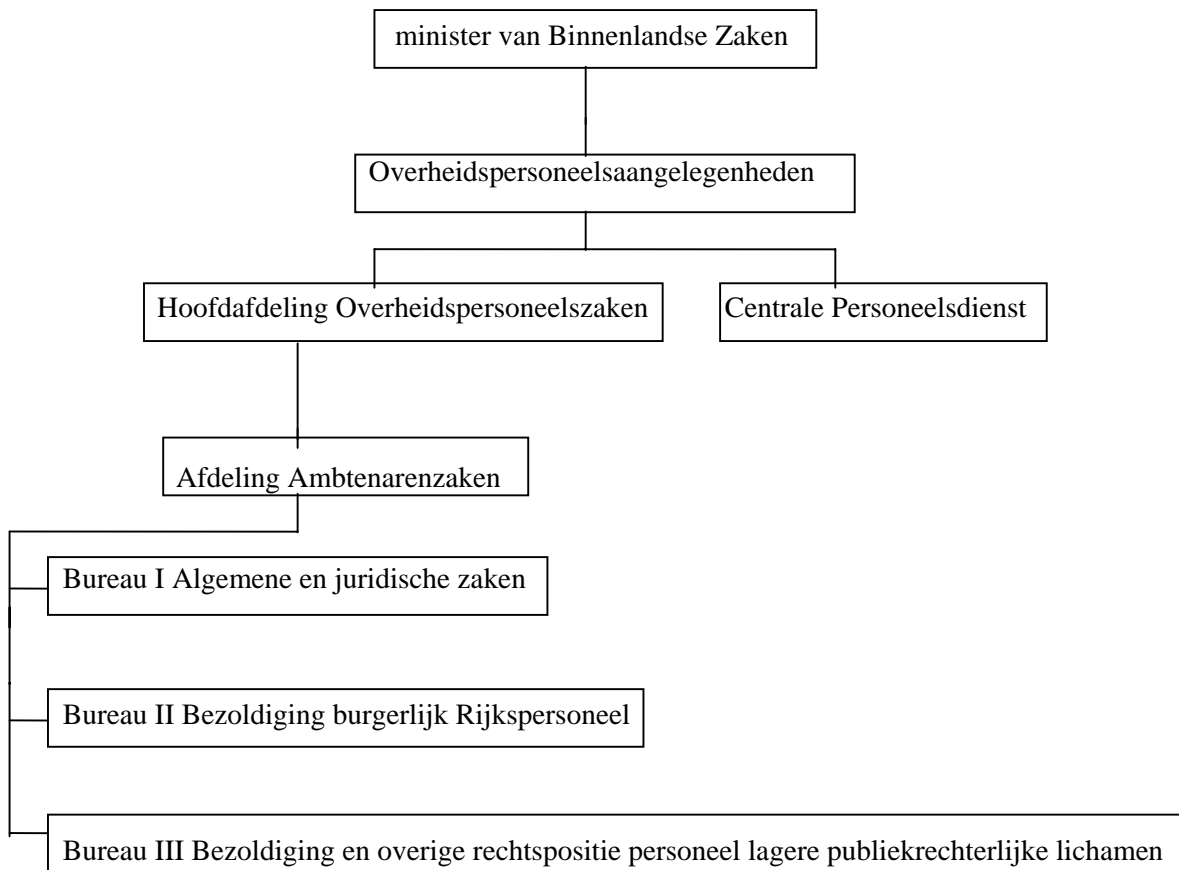 minister van Binnenlandse Zaken
Overheidspersoneelsaangelegenheden
Hoofdafdeling Overheidspersoneelszaken
Centrale Personeelsdienst
Afdeling Ambtenarenzaken
Bureau I Algemene en juridische zaken
Bureau II Bezoldiging burgerlijk Rijkspersoneel
Bureau III Bezoldiging en overige rechtspositie personeel lagere publiekrechterlijke lichamen